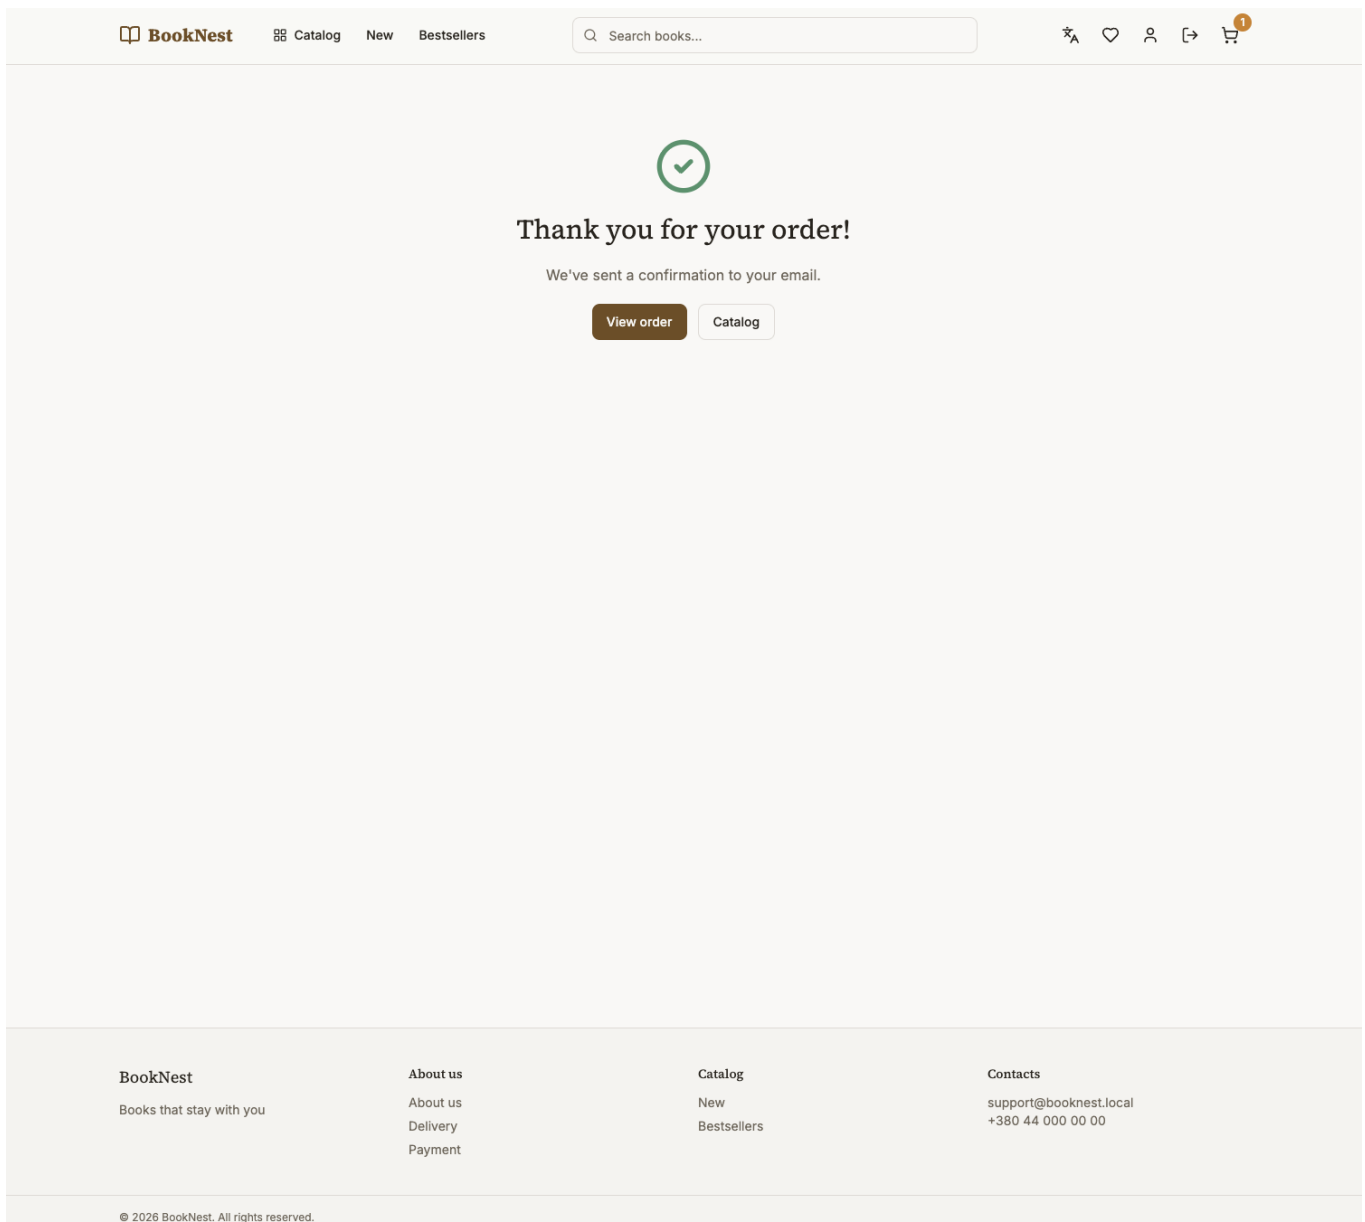 BookNest
Catalog
New
Bestsellers
Search books...
1
Thank you for your order!
We've sent a confirmation to your email.
View order
Catalog
BookNest
Books that stay with you
About us
About us
Delivery
Payment
Catalog
New
Bestsellers
Contacts
support@booknest.local
+380 44 000 00 00
© 2026 BookNest. All rights reserved.